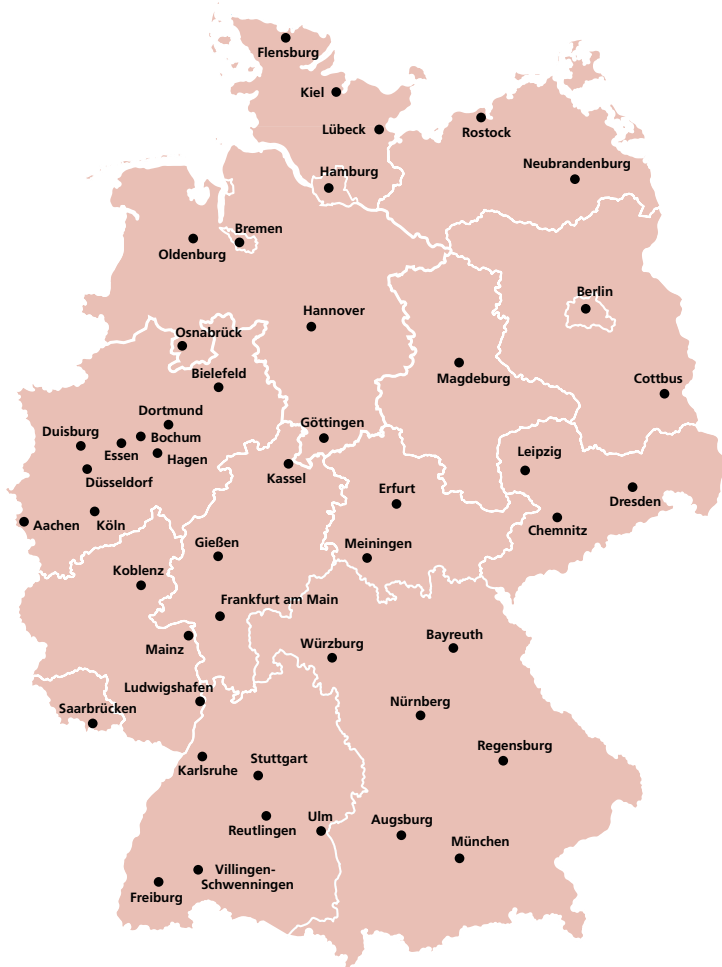 Flensburg
Kiel
Lübeck
Rostock
Neubrandenburg
Hamburg
Bremen
Oldenburg
Berlin
Hannover
Osnabrück
Bielefeld
Magdeburg
Cottbus
Dortmund
Göttingen
Duisburg
Bochum
Essen
Hagen
Leipzig
Kassel
Düsseldorf
Erfurt
Dresden
Aachen
Köln
Chemnitz
Gießen
Meiningen
Koblenz
Frankfurt am Main
Bayreuth
Würzburg
Mainz
Ludwigshafen
Saarbrücken
Nürnberg
Regensburg
Karlsruhe
Stuttgart
Ulm
Augsburg
Reutlingen
München
Villingen-
Schwenningen
Freiburg